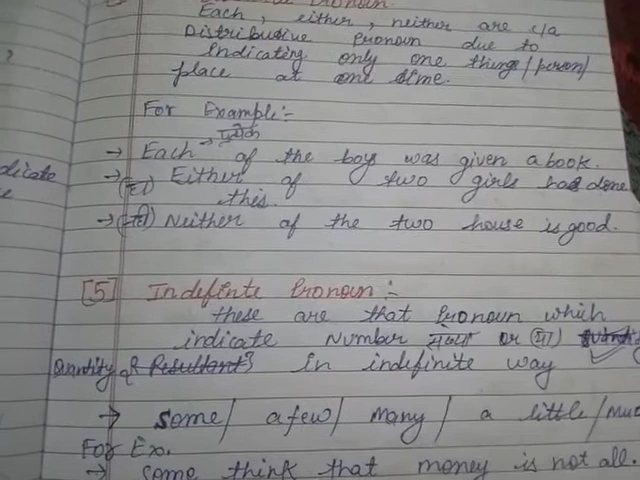 Pronoun
Each, either, neither are c/a
Distributive Pronoun due to
Indicating only one things/person/
place at one time.
For Example:-
→ Each → प्रत्येक of the boys was given a book.
→ Either of two girls has done
this.
→ Neither of the two house is good.
[5] Indefinite Pronoun:-
these are that Pronoun which
indicate Number संख्या or (या)
Quantity in indefinite way
→ some/ a few/ many/ a little/
For Ex.
→ some think that money is not all.